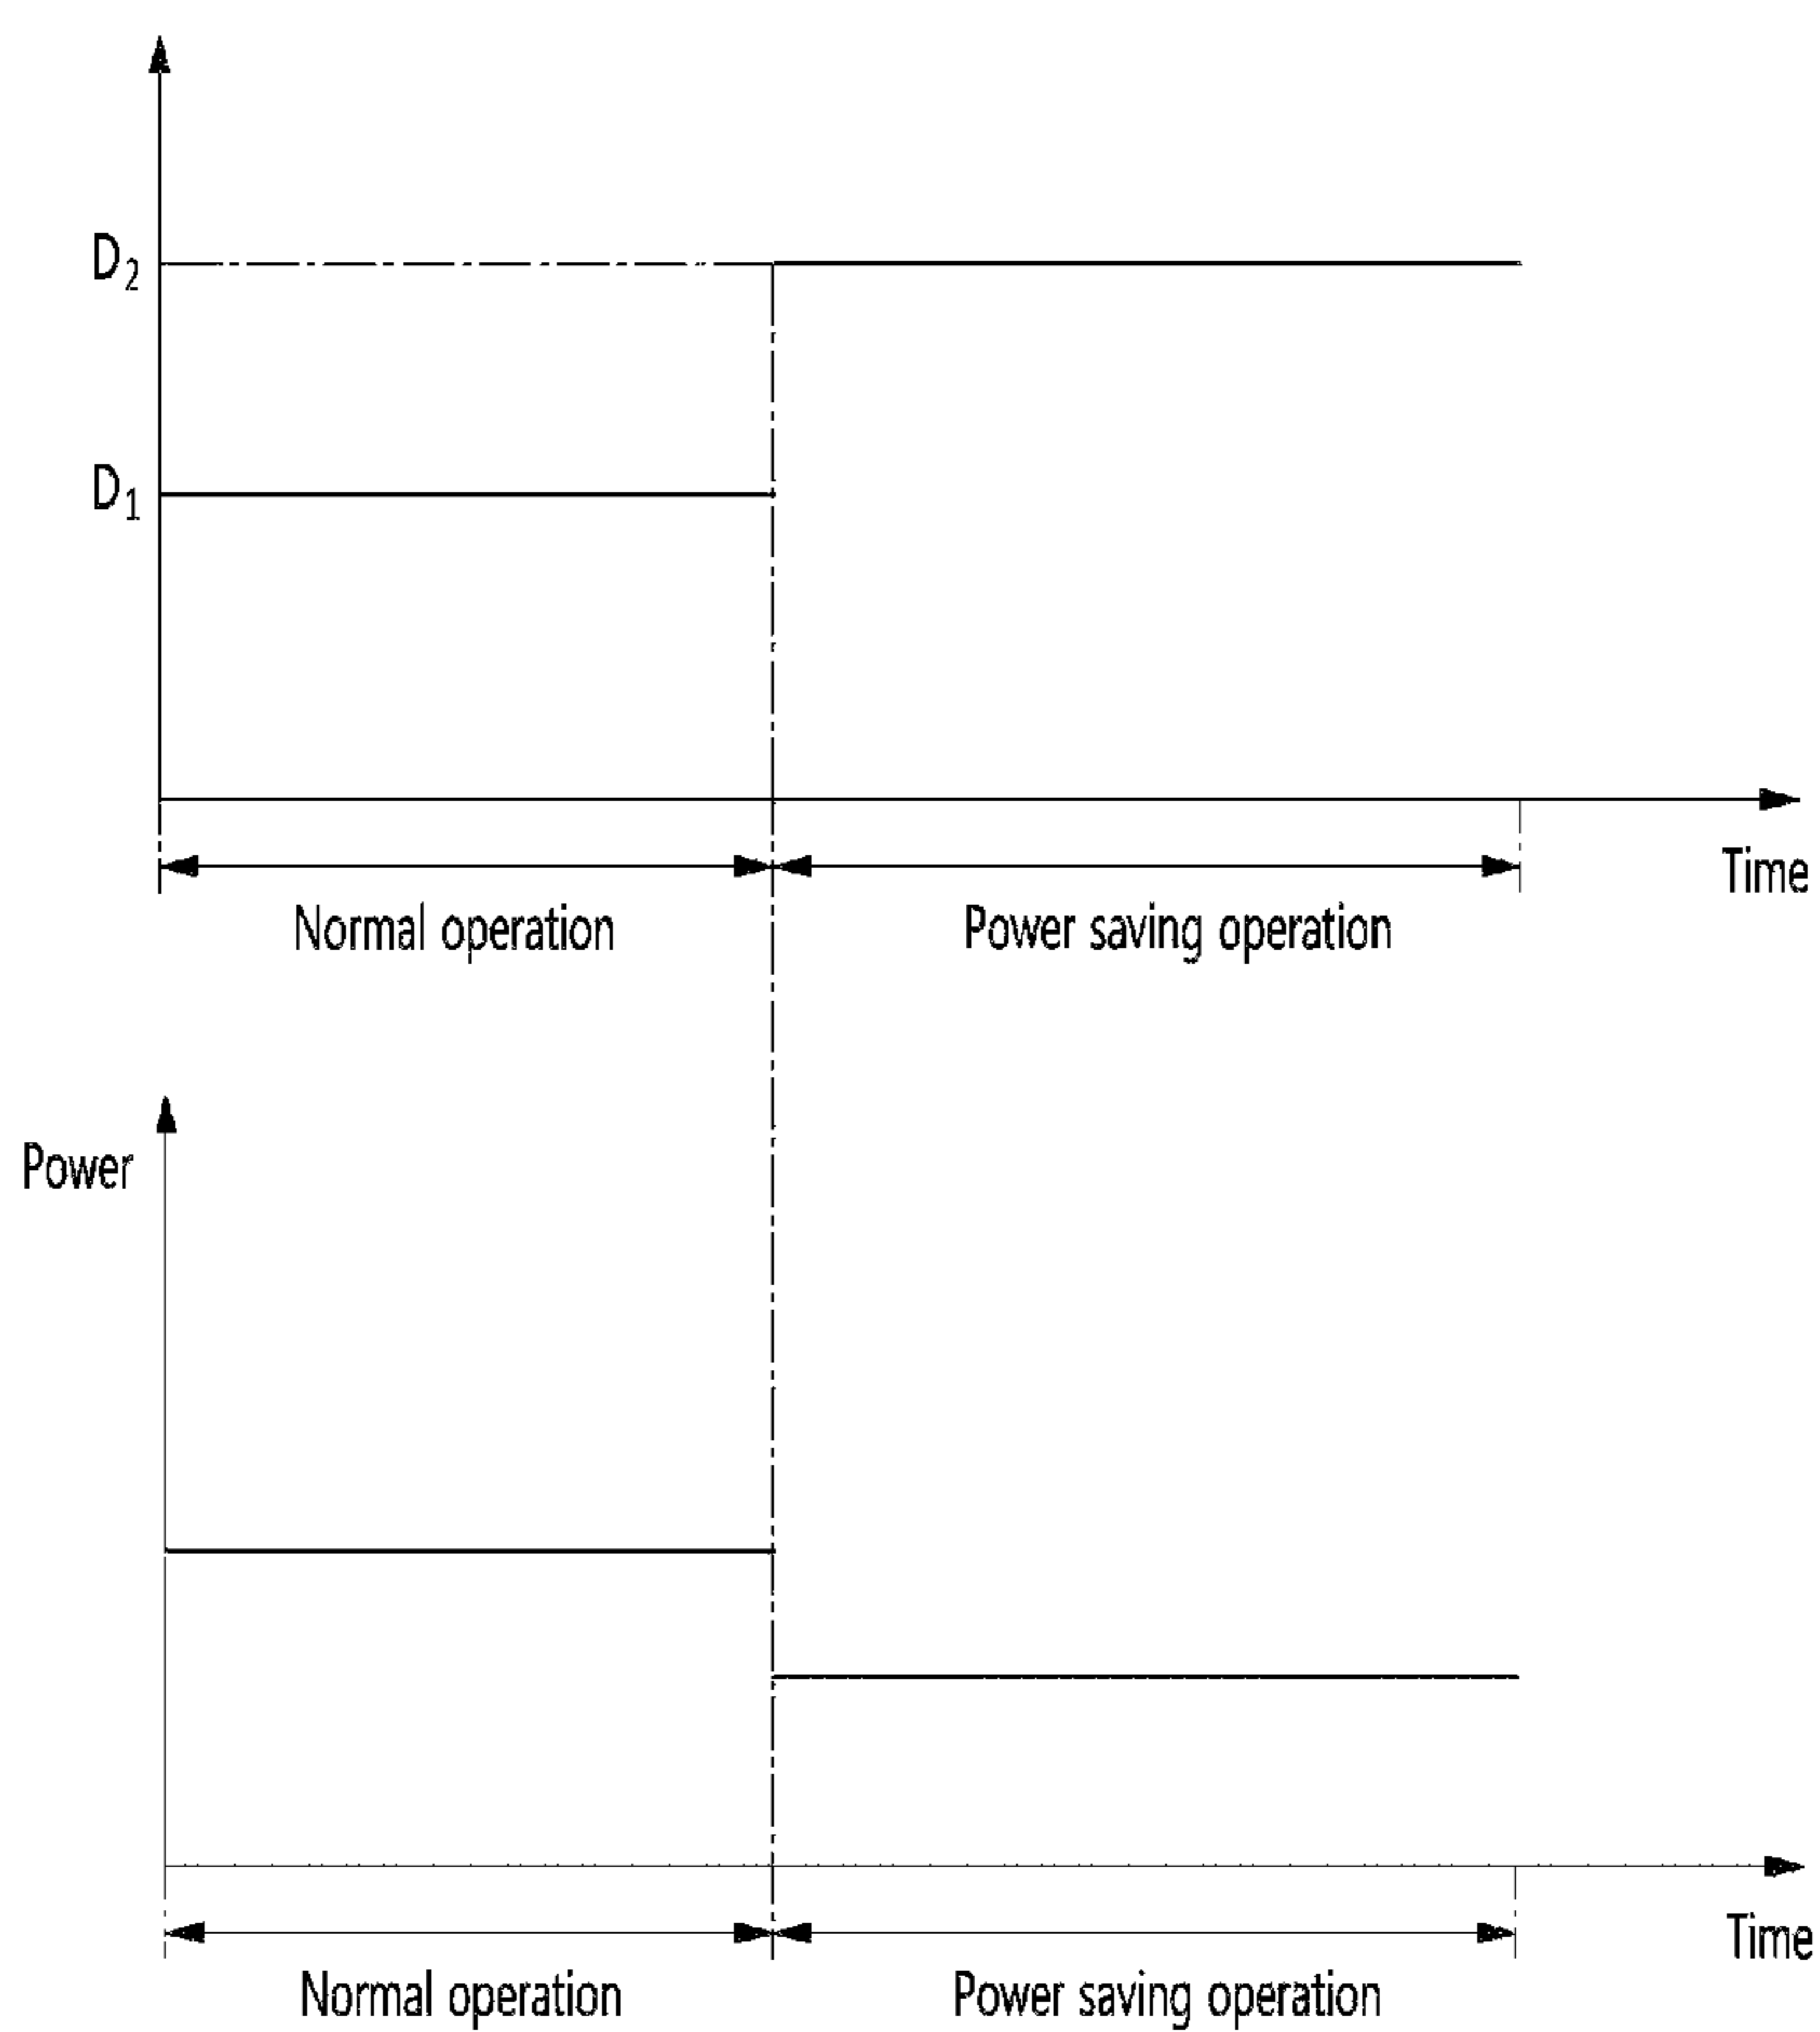 D2
D1
Time
Normal operation
Power saving operation
Power
Time
Normal operation
Power saving operation